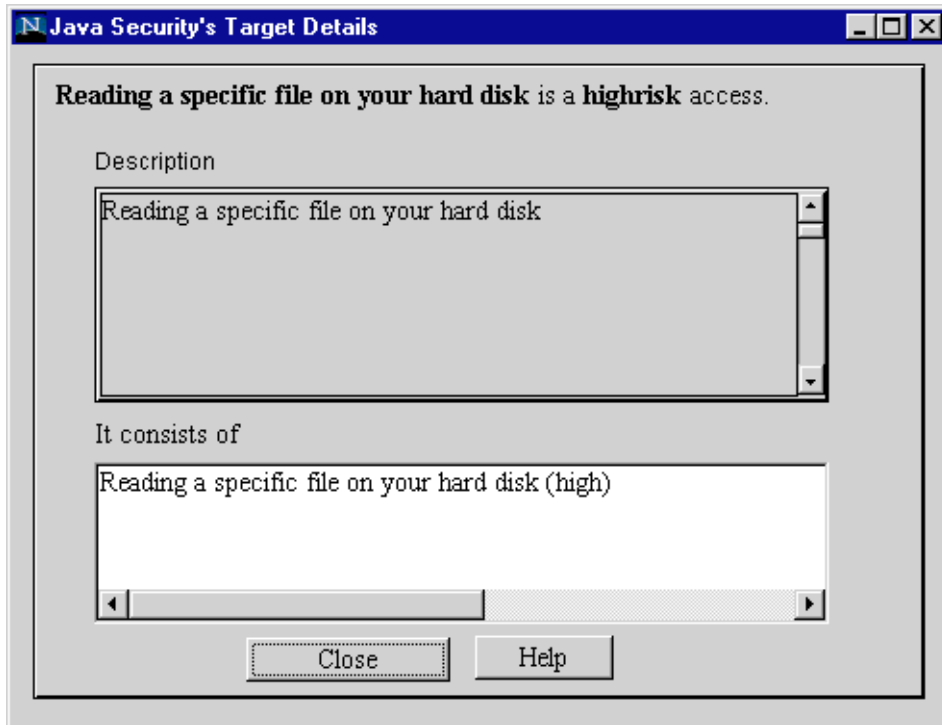 N Java Security's Target Details
Reading a specific file on your hard disk is a highrisk access.
Description
Reading a specific file on your hard disk
It consists of
Reading a specific file on your hard disk (high)
Close Help